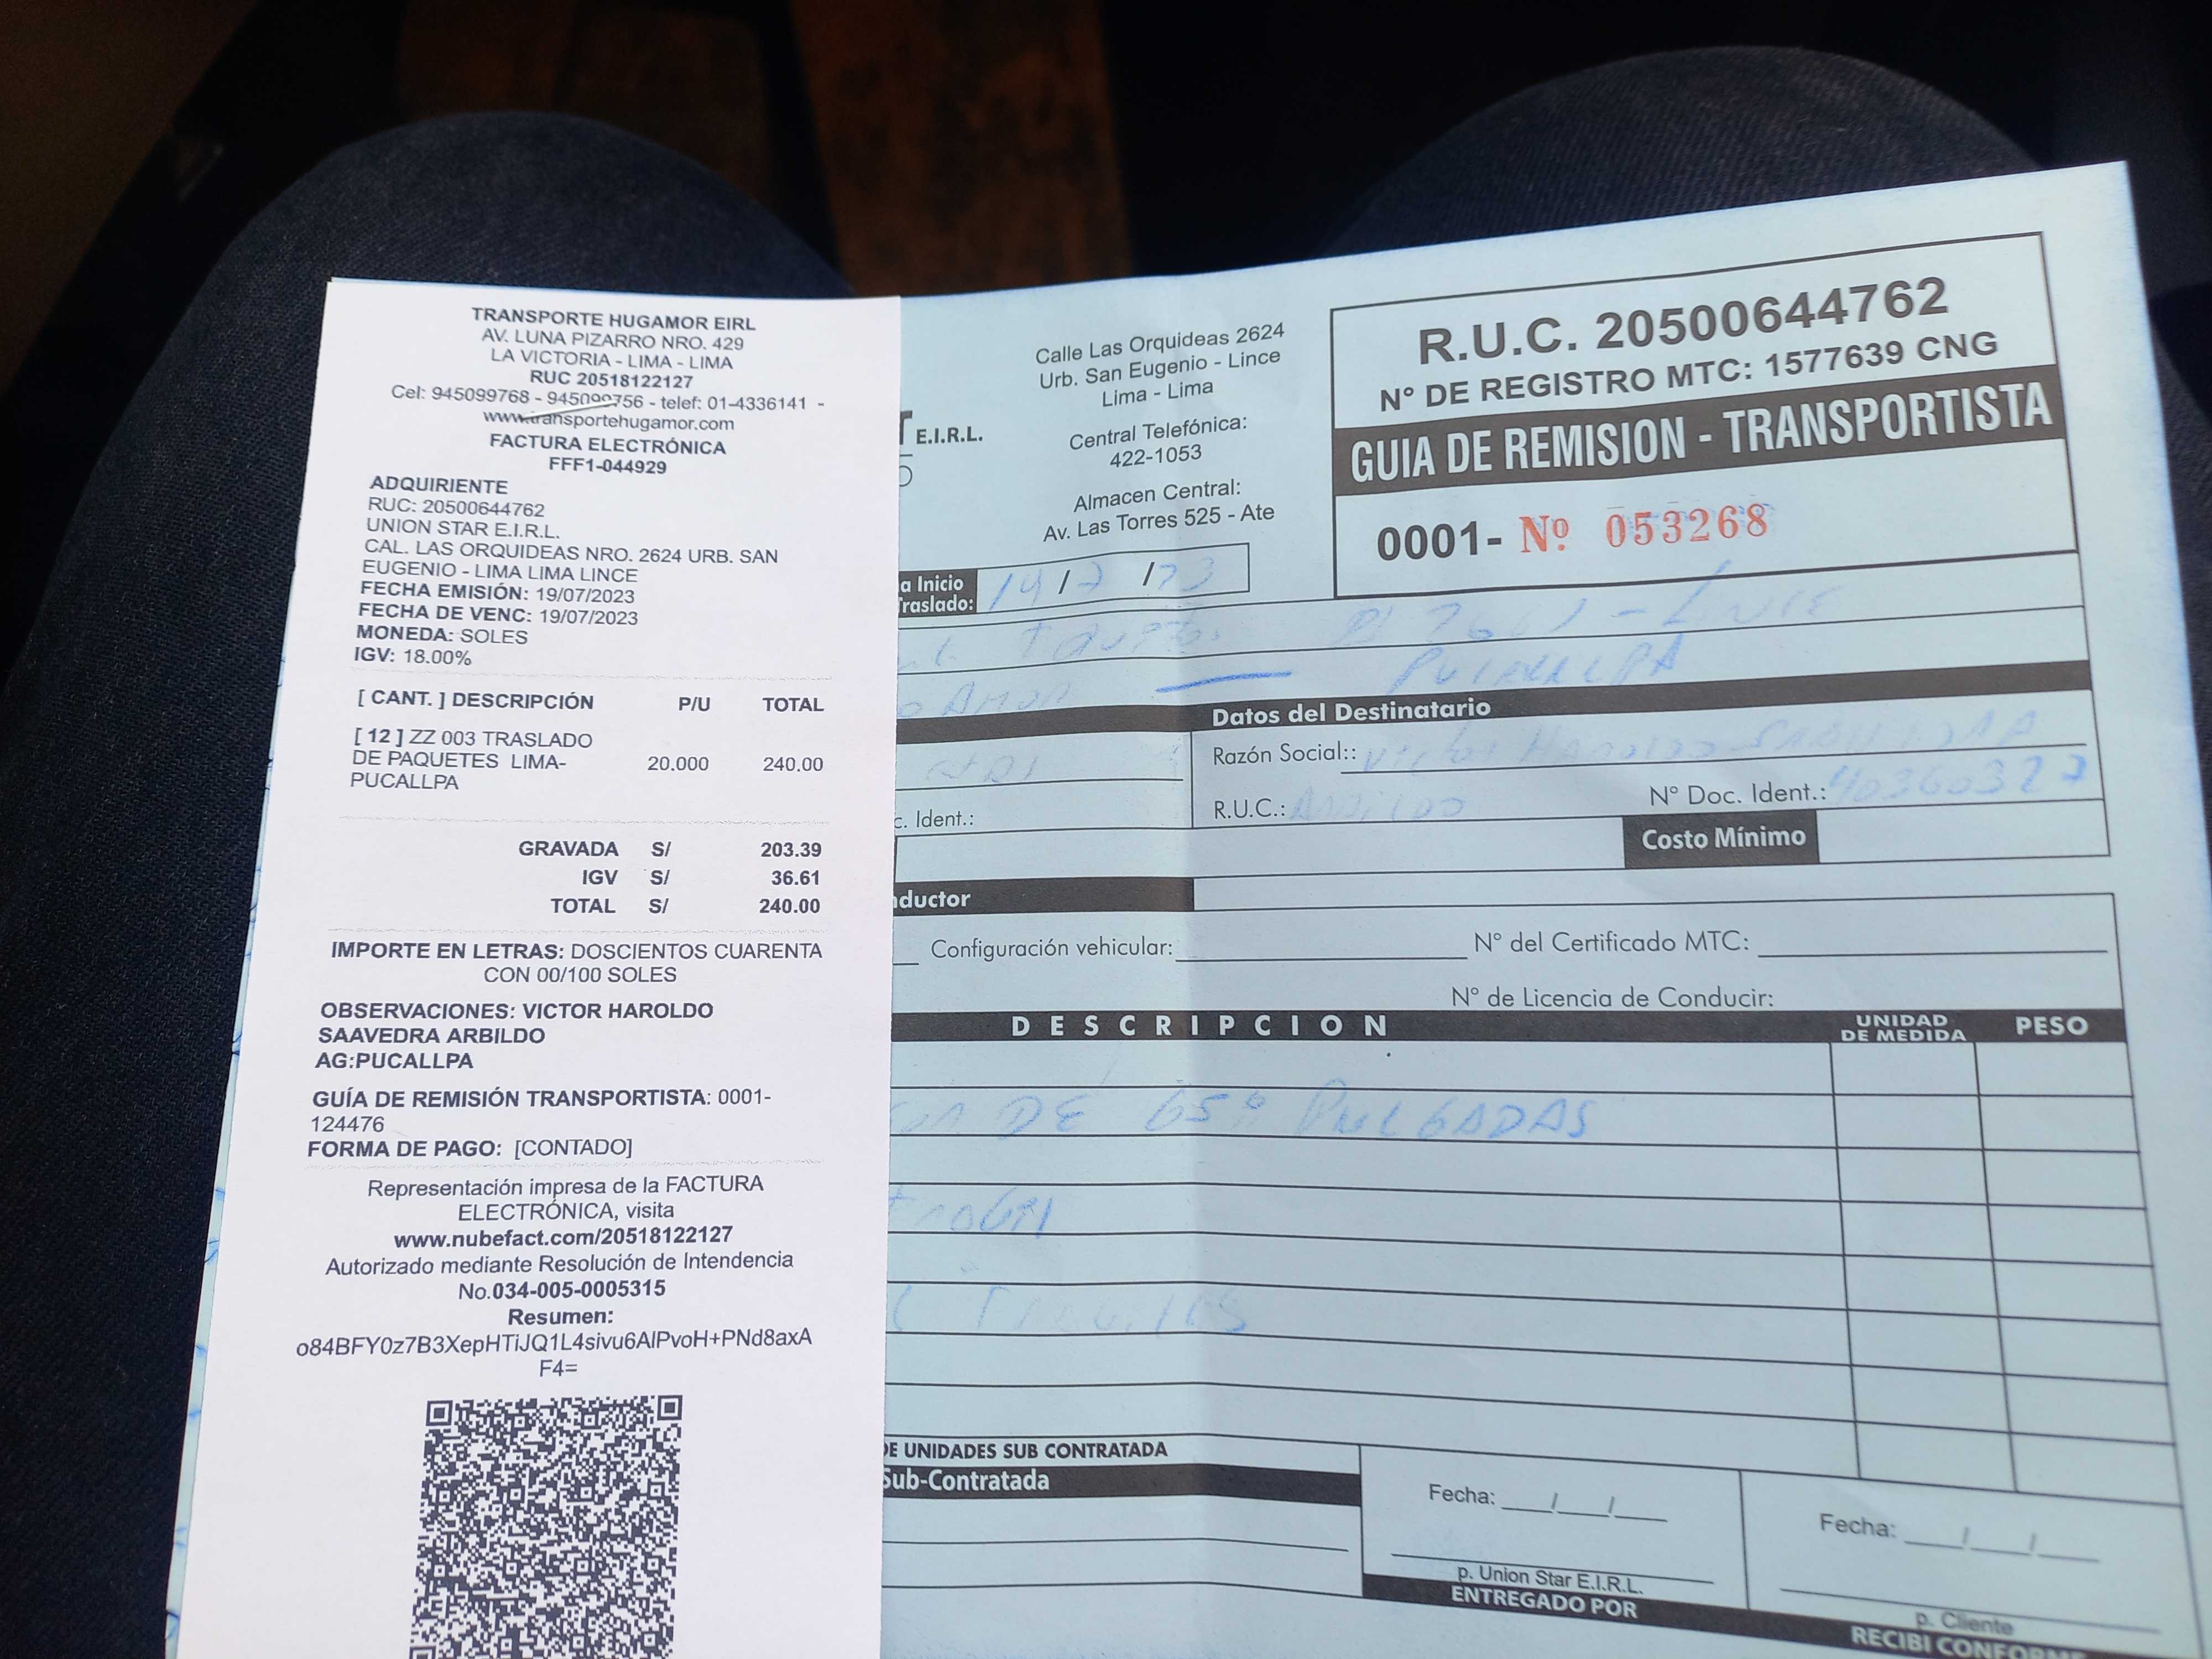 TRANSPORTE HUGAMOR EIRL
AV. LUNA PIZARRO NRO. 429
LA VICTORIA - LIMA - LIMA
RUC 20518122127
Cel: 945099768 - 945099756 - telef: 01-4336141 -
www.transportehugamor.com
FACTURA ELECTRÓNICA
FFF1-044929
ADQUIRIENTE
RUC: 20500644762
UNION STAR E.I.R.L.
CAL. LAS ORQUIDEAS NRO. 2624 URB. SAN
EUGENIO - LIMA LIMA LINCE
FECHA EMISIÓN: 19/07/2023
FECHA DE VENC: 19/07/2023
MONEDA: SOLES
IGV: 18.00%
[ CANT. ] DESCRIPCIÓN P/U TOTAL
[ 12 ] ZZ 003 TRASLADO
DE PAQUETES LIMA- 20.000 240.00
PUCALLPA
GRAVADA S/ 203.39
IGV S/ 36.61
TOTAL S/ 240.00
IMPORTE EN LETRAS: DOSCIENTOS CUARENTA
CON 00/100 SOLES
OBSERVACIONES: VICTOR HAROLDO
SAAVEDRA ARBILDO
AG:PUCALLPA
GUÍA DE REMISIÓN TRANSPORTISTA: 0001-
124476
FORMA DE PAGO: [CONTADO]
Representación impresa de la FACTURA
ELECTRÓNICA, visita
www.nubefact.com/20518122127
Autorizado mediante Resolución de Intendencia
No.034-005-0005315
Resumen:
o84BFY0z7B3XepHTiJQ1L4sivu6AlPvoH+PNd8axA
F4=
E.I.R.L.
Calle Las Orquideas 2624
Urb. San Eugenio - Lince
Lima - Lima
Central Telefónica:
422-1053
Almacen Central:
Av. Las Torres 525 - Ate
R.U.C. 20500644762
N° DE REGISTRO MTC: 1577639 CNG
GUIA DE REMISION - TRANSPORTISTA
0001- Nº 053268
a Inicio
Traslado: 19/7/23
PUCALLPA
Datos del Destinatario
Razón Social:: Victor Haroldo
R.U.C.: N° Doc. Ident.:
c. Ident.:
Costo Mínimo
ductor
Configuración vehicular: N° del Certificado MTC:
N° de Licencia de Conducir:
DESCRIPCION UNIDAD DE MEDIDA PESO
DE 65" PULGADAS
DE UNIDADES SUB CONTRATADA
Sub-Contratada
Fecha: / /
p. Union Star E.I.R.L.
ENTREGADO POR
Fecha: / /
p. Cliente
RECIBI CONFORME